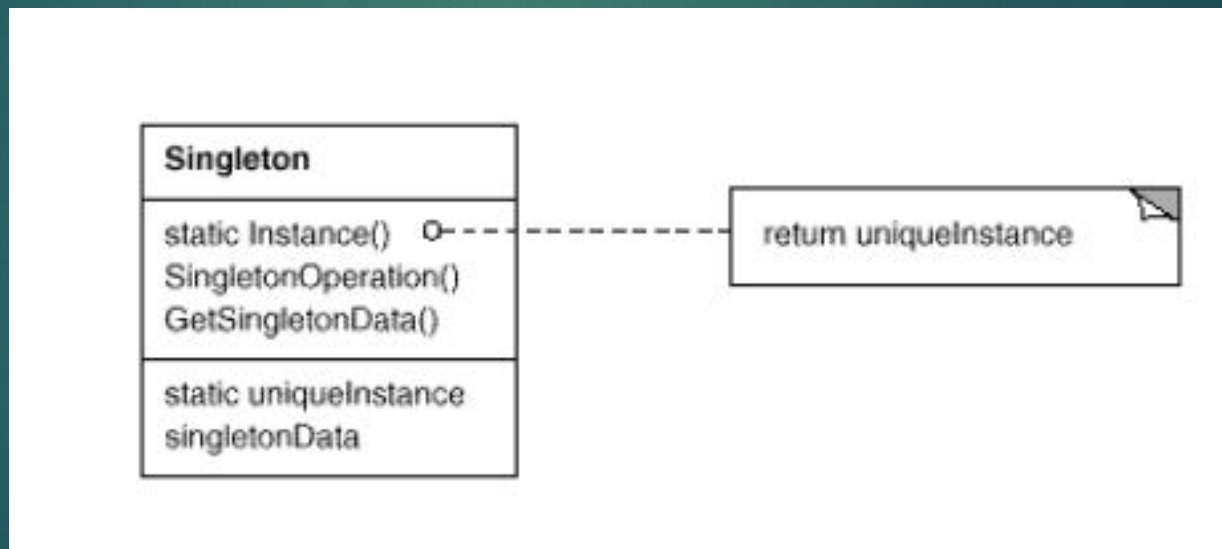 Singleton
static Instance()
SingletonOperation()
GetSingletonData()
static uniqueInstance
singletonData
return uniqueInstance